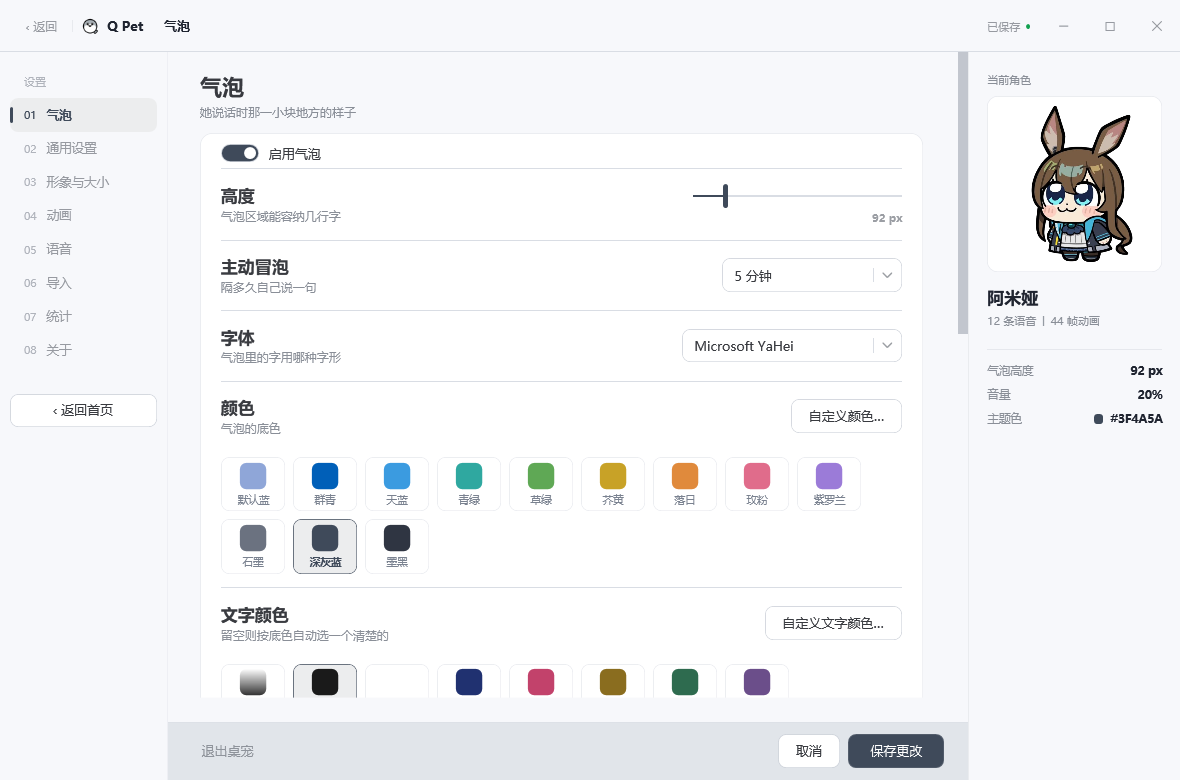 ‹ 返回
Q Pet
气泡
已保存
设置
01 气泡
02 通用设置
03 形象与大小
04 动画
05 语音
06 导入
07 统计
08 关于
‹ 返回首页
气泡
她说话时那一小块地方的样子
启用气泡
高度
气泡区域能容纳几行字
92 px
主动冒泡
隔多久自己说一句
5 分钟
字体
气泡里的字用哪种字形
Microsoft YaHei
颜色
气泡的底色
自定义颜色...
默认蓝
群青
天蓝
青绿
草绿
芥黄
落日
玫粉
紫罗兰
石墨
深灰蓝
墨黑
文字颜色
留空则按底色自动选一个清楚的
自定义文字颜色...
退出桌宠
取消
保存更改
当前角色
阿米娅
12 条语音 | 44 帧动画
气泡高度 92 px
音量 20%
主题色 #3F4A5A